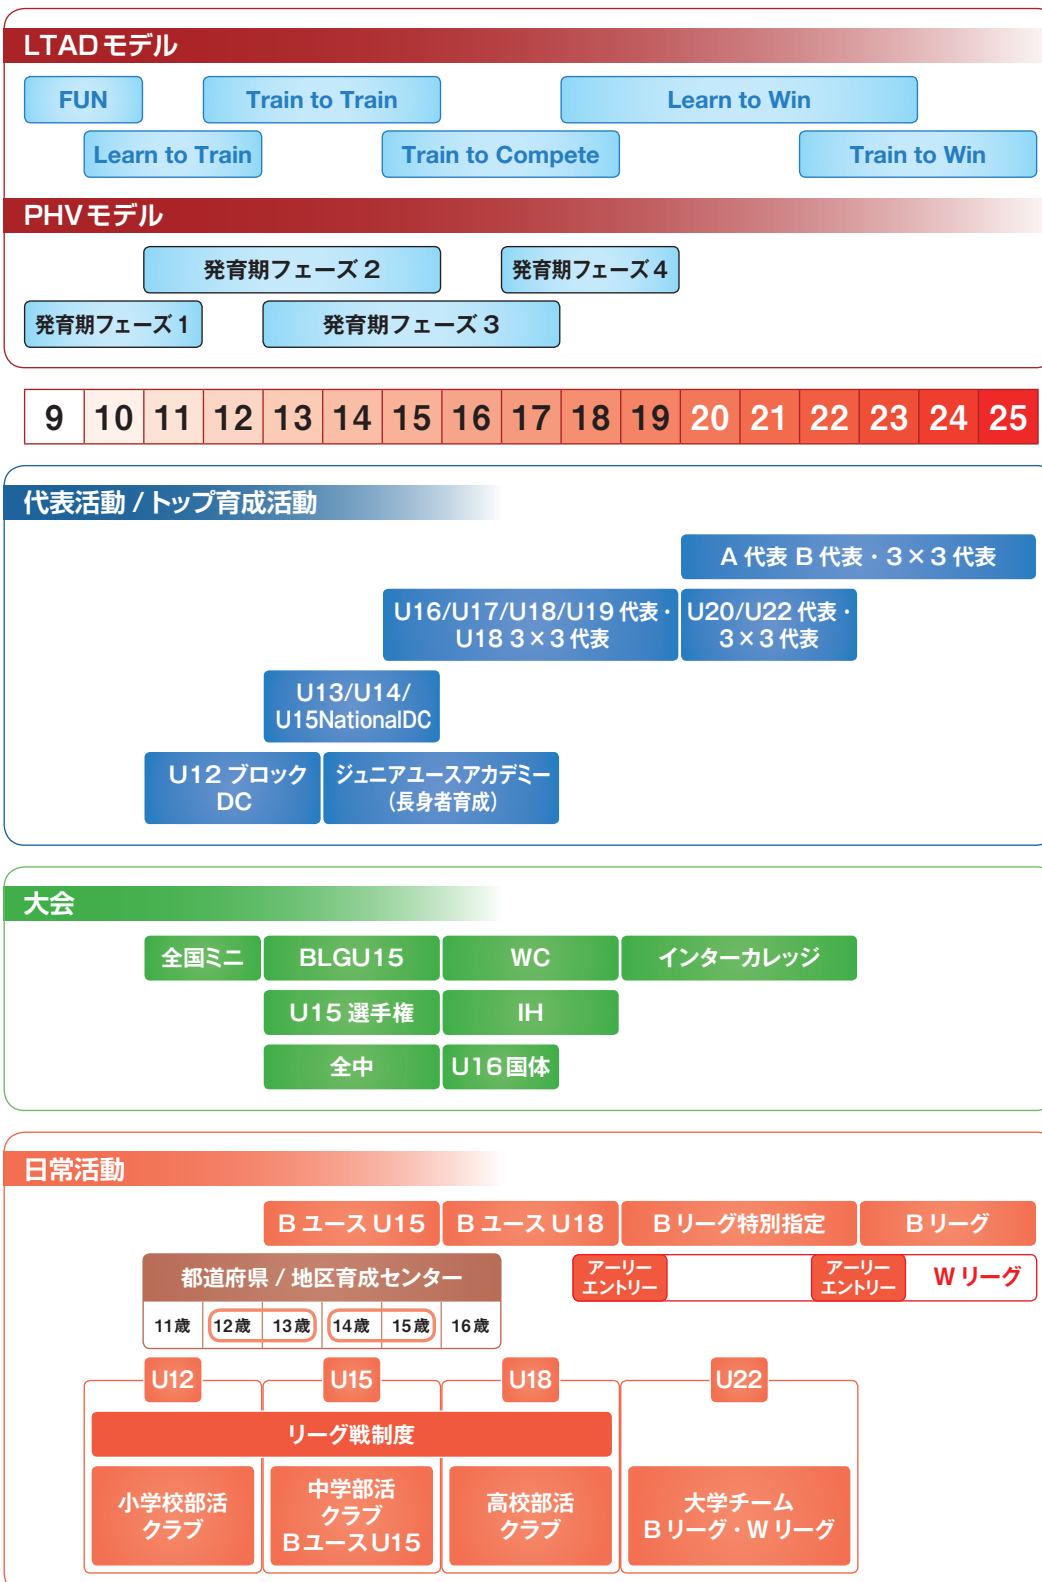 LTADモデル
FUN
Train to Train
Learn to Win
Learn to Train
Train to Compete
Train to Win
PHVモデル
発育期フェーズ 2
発育期フェーズ 4
発育期フェーズ 1
発育期フェーズ 3
9 10 11 12 13 14 15 16 17 18 19 20 21 22 23 24 25
代表活動 / トップ育成活動
A 代表 B 代表・3×3 代表
U16/U17/U18/U19 代表・
U18 3×3 代表
U20/U22 代表・
3×3 代表
U13/U14/
U15NationalDC
U12 ブロック
DC
ジュニアユースアカデミー
（長身者育成）
大会
全国ミニ
BLGU15
WC
インターカレッジ
U15 選手権
IH
全中
U16国体
日常活動
B ユース U15
B ユース U18
B リーグ特別指定
B リーグ
都道府県 / 地区育成センター
アーリー
エントリー
アーリー
エントリー
W リーグ
11歳 12歳 13歳 14歳 15歳 16歳
U12
U15
U18
U22
リーグ戦制度
小学校部活
クラブ
中学部活
クラブ
BユースU15
高校部活
クラブ
大学チーム
B リーグ・W リーグ